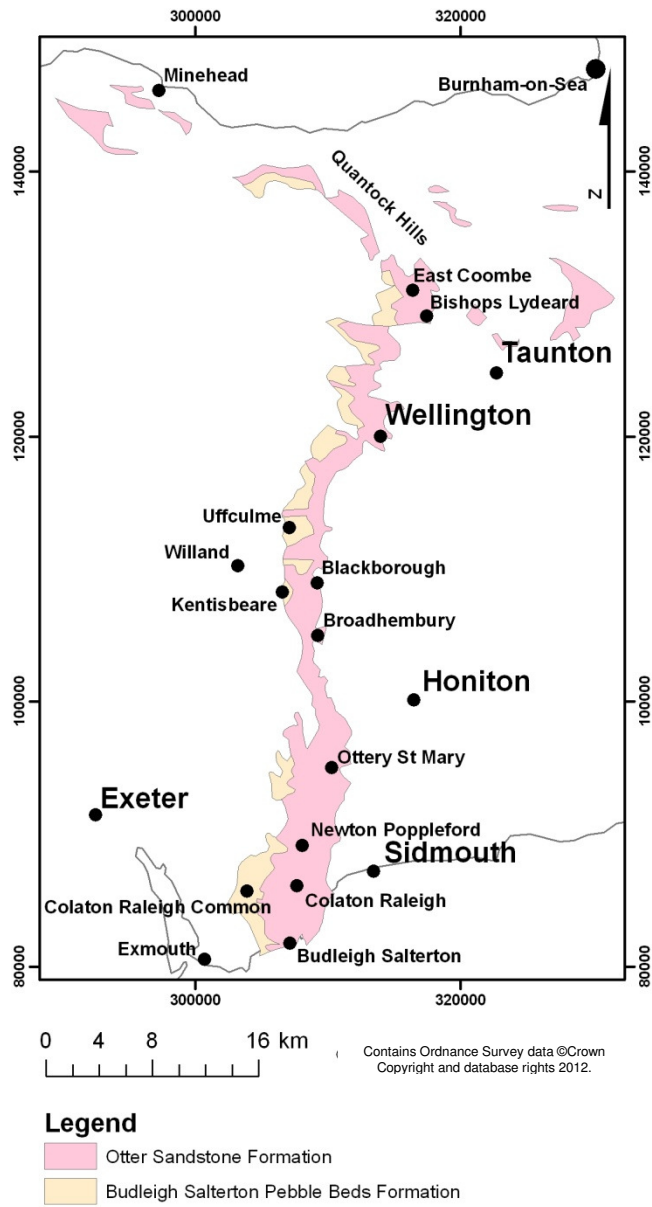 300000
320000
Minehead
Burnham-on-Sea
140000
140000
Quantock Hills
N
East Coombe
Bishops Lydeard
Taunton
Wellington
120000
120000
Uffculme
Willand
Blackborough
Kentisbeare
Broadhembury
Honiton
100000
100000
Ottery St Mary
Exeter
Newton Poppleford
Sidmouth
Colaton Raleigh Common
Colaton Raleigh
Exmouth
Budleigh Salterton
80000
80000
300000
320000
0 4 8 12 16 km
Contains Ordnance Survey data ©Crown
Copyright and database rights 2012.
Legend
Otter Sandstone Formation
Budleigh Salterton Pebble Beds Formation